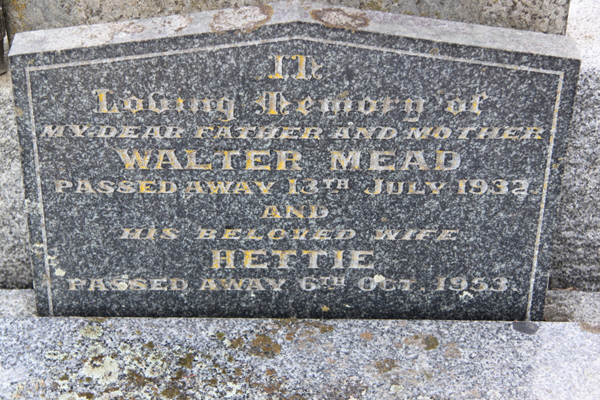 In
Loving Memory of
MY DEAR FATHER AND MOTHER
WALTER MEAD
PASSED AWAY 13TH JULY 1932.
AND
HIS BELOVED WIFE
HETTIE
PASSED AWAY 6TH OCT. 1953.